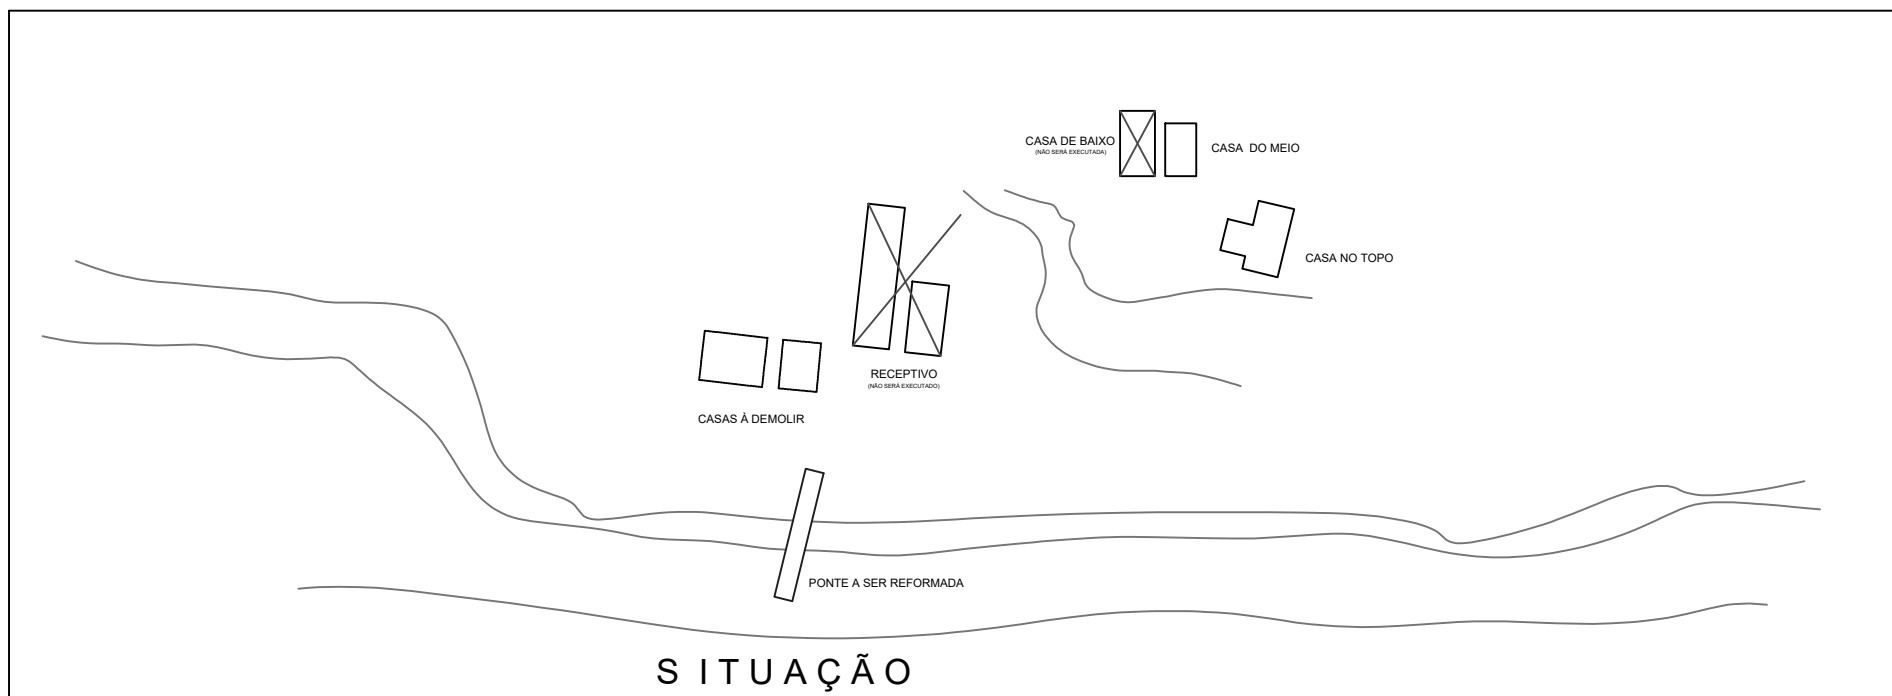 CASA DE BAIXO
(NÃO SERÁ EXECUTADA)
CASA DO MEIO
CASA NO TOPO
RECEPTIVO
(NÃO SERÁ EXECUTADO)
CASAS À DEMOLIR
PONTE A SER REFORMADA
SITUAÇÃO